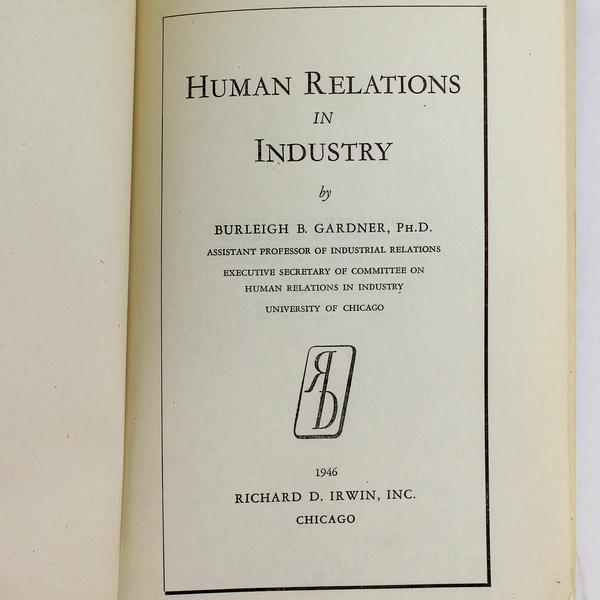 HUMAN RELATIONS
IN
INDUSTRY
by
BURLEIGH B. GARDNER, PH.D.
ASSISTANT PROFESSOR OF INDUSTRIAL RELATIONS
EXECUTIVE SECRETARY OF COMMITTEE ON
HUMAN RELATIONS IN INDUSTRY
UNIVERSITY OF CHICAGO
RD
1946
RICHARD D. IRWIN, INC.
CHICAGO